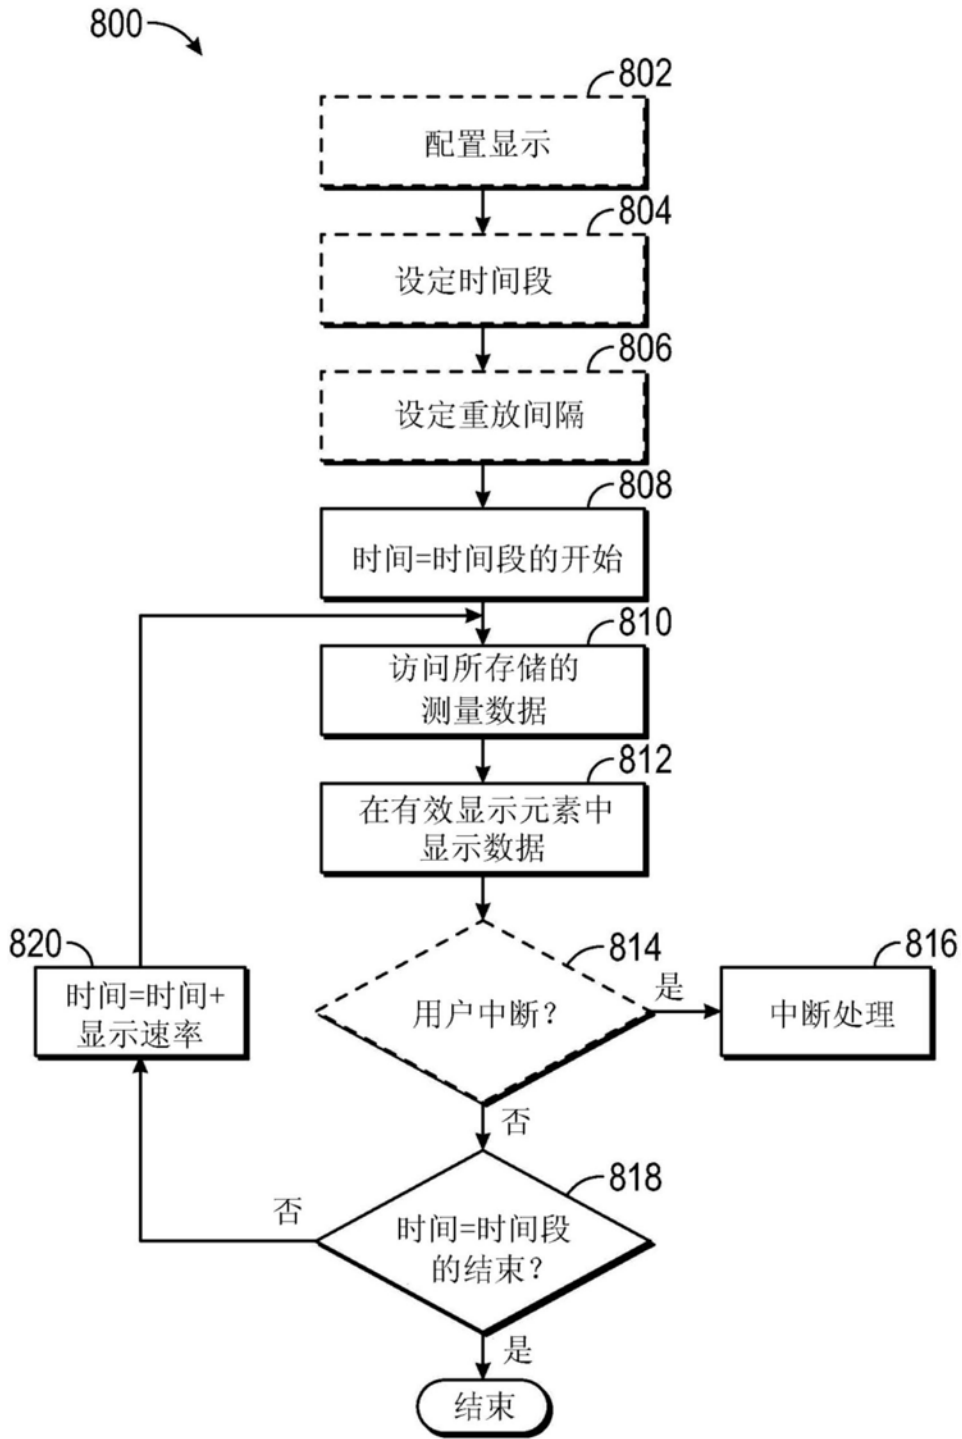 800
802
配置显示
804
设定时间段
806
设定重放间隔
808
时间=时间段的开始
810
访问所存储的
测量数据
812
在有效显示元素中
显示数据
814
用户中断?
是
816
中断处理
820
时间=时间+
显示速率
否
818
时间=时间段
的结束?
否
是
结束